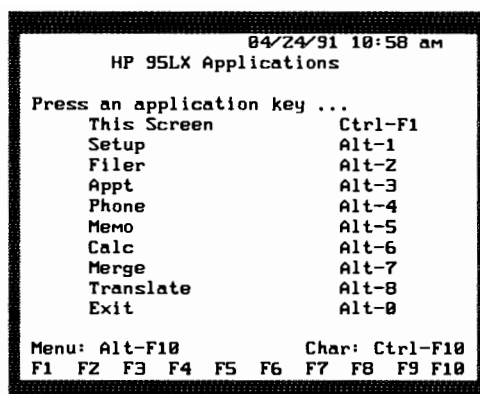 04/24/91 10:58 am
HP 95LX Applications
Press an application key ...
This Screen Ctrl-F1
Setup Alt-1
Filer Alt-2
Appt Alt-3
Phone Alt-4
Memo Alt-5
Calc Alt-6
Merge Alt-7
Translate Alt-8
Exit Alt-0
Menu: Alt-F10 Char: Ctrl-F10
F1 F2 F3 F4 F5 F6 F7 F8 F9 F10